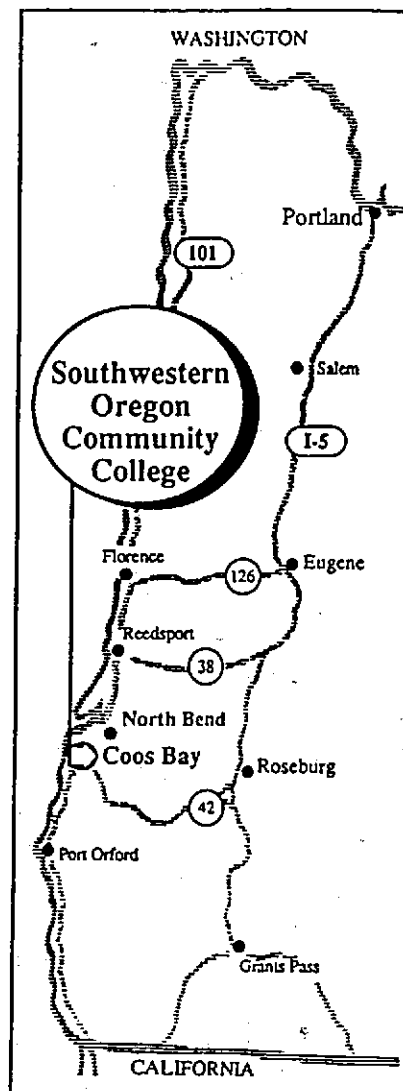 WASHINGTON
Portland
101
Southwestern
Oregon
Community
College
Salem
I-5
Florence
126
Eugene
Reedsport
38
North Bend
Coos Bay
Roseburg
42
Port Orford
Grants Pass
CALIFORNIA